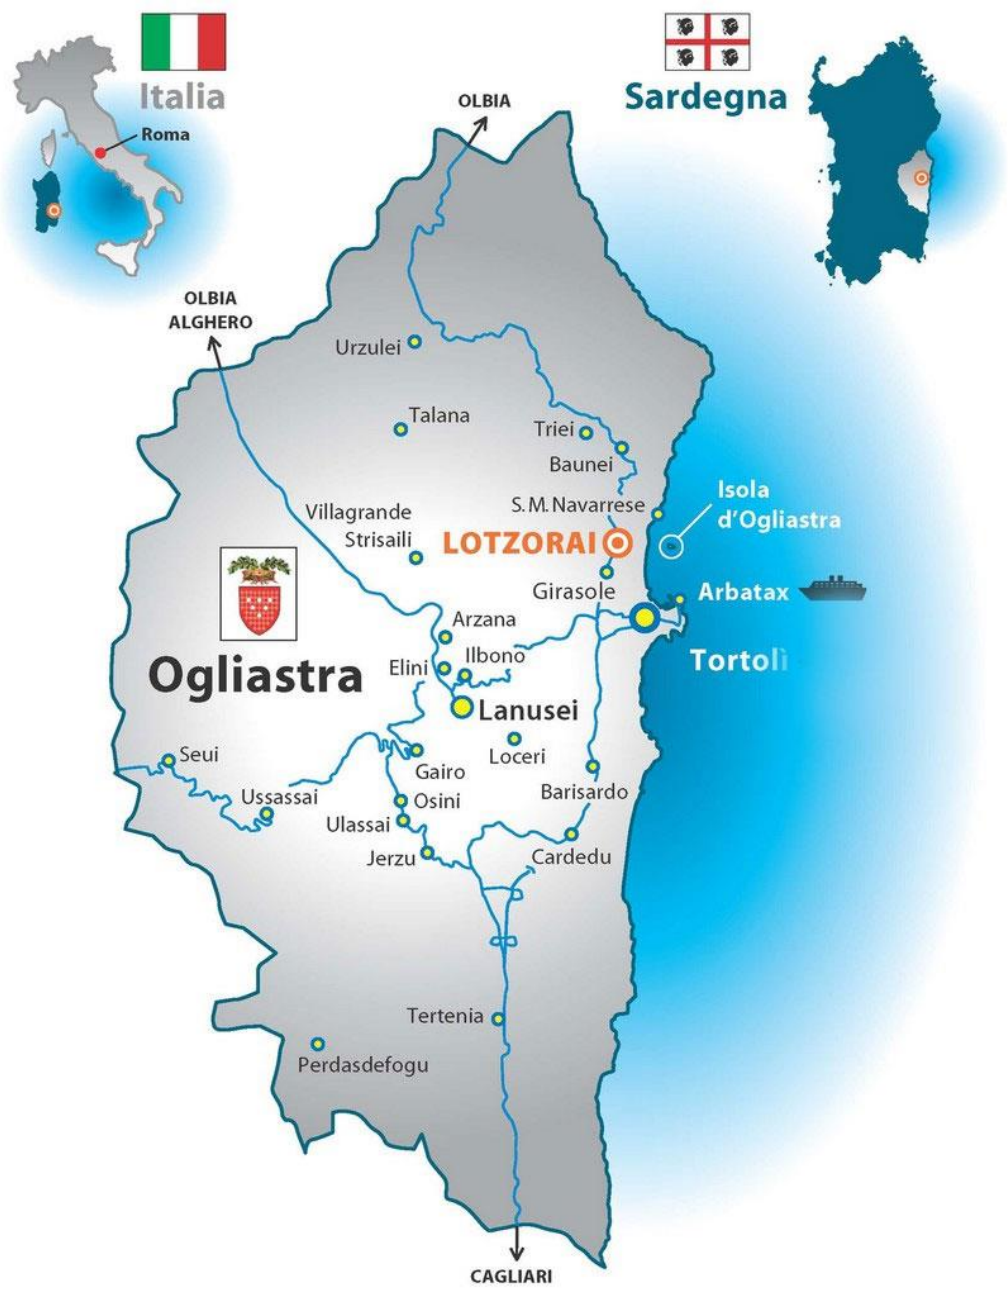 Italia
Roma
Sardegna
OLBIA
OLBIA
ALGHERO
Urzulei
Talana
Triei
Baunei
Isola
d'Ogliastra
S. M. Navarrese
Villagrande
Strisaili
LOTZORAI
Girasole
Arbatax
Arzana
Ilbono
Elini
Tortolì
Ogliastra
Lanusei
Seui
Loceri
Gairo
Barisardo
Ussassai
Osini
Ulassai
Jerzu
Cardedu
Tertenia
Perdasdefogu
CAGLIARI